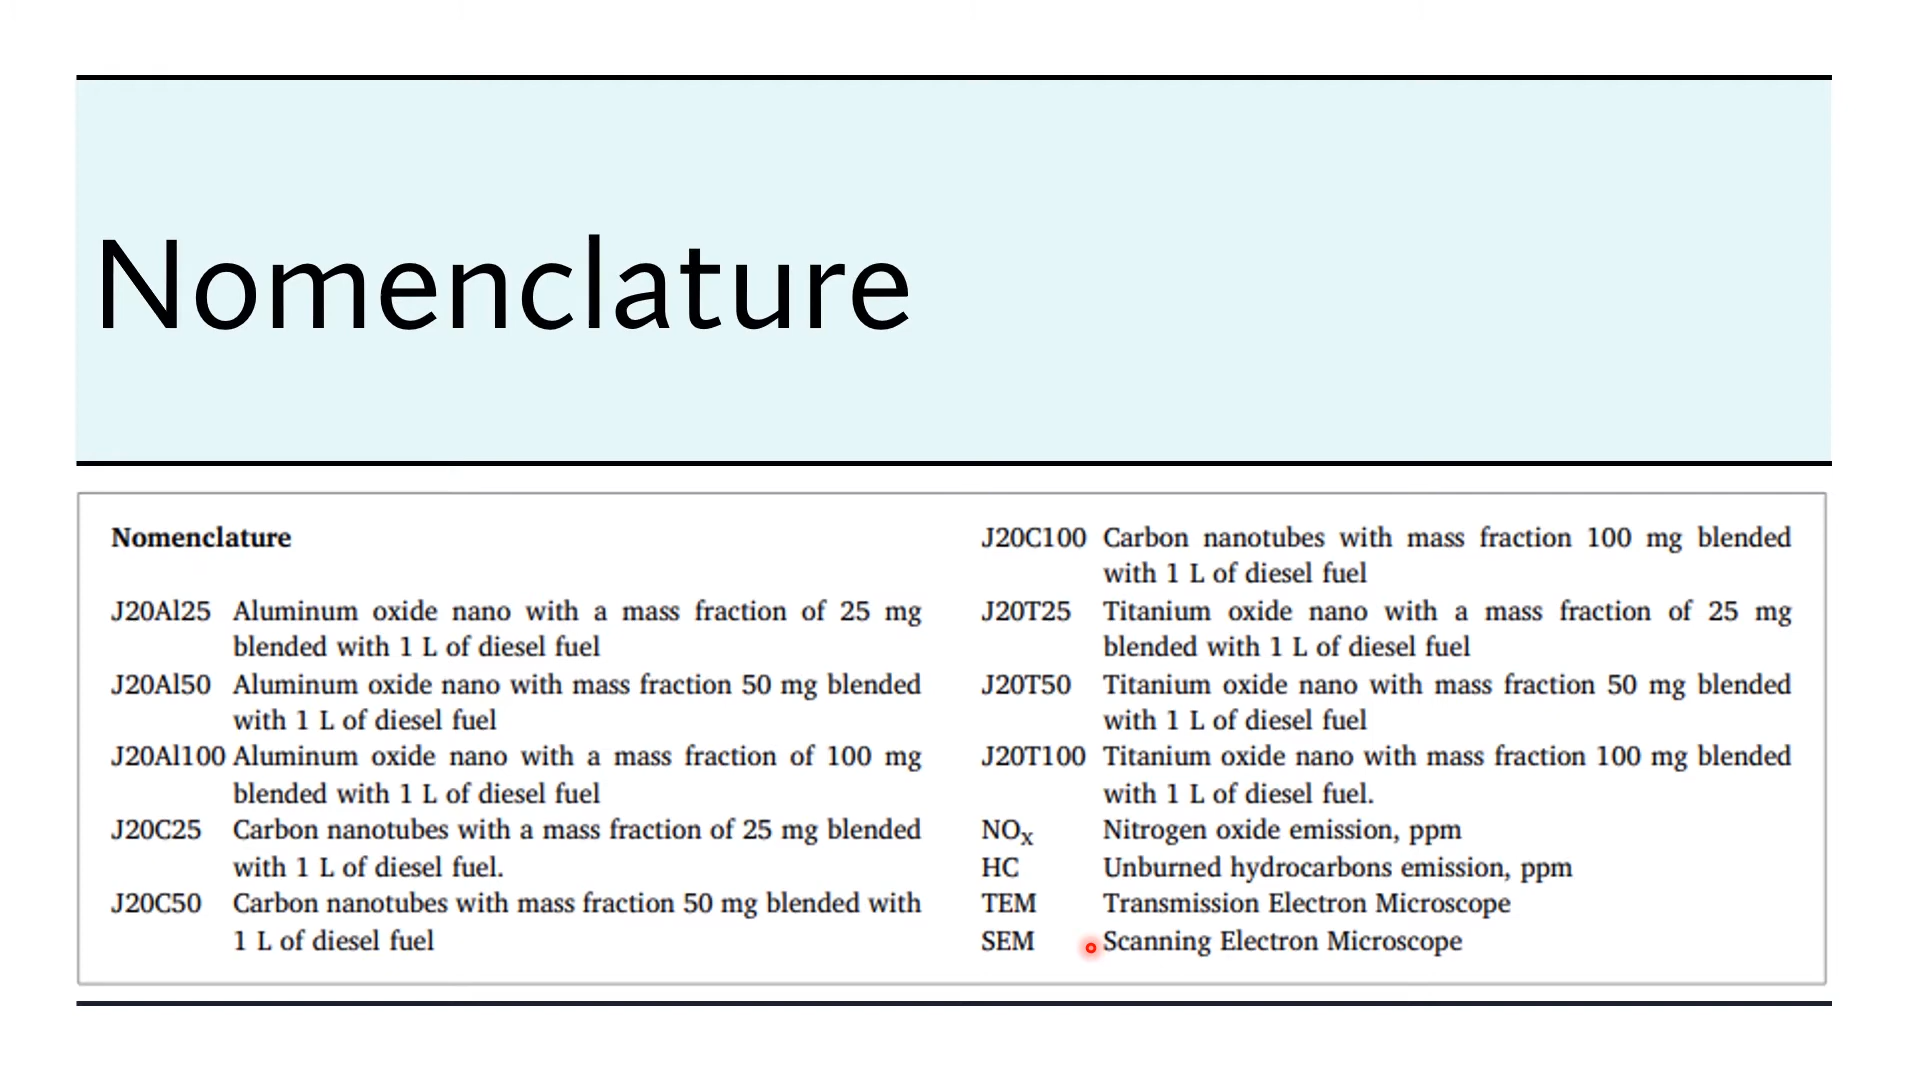 Nomenclature
Nomenclature
J20Al25 Aluminum oxide nano with a mass fraction of 25 mg
blended with 1 L of diesel fuel
J20Al50 Aluminum oxide nano with mass fraction 50 mg blended
with 1 L of diesel fuel
J20Al100 Aluminum oxide nano with a mass fraction of 100 mg
blended with 1 L of diesel fuel
J20C25 Carbon nanotubes with a mass fraction of 25 mg blended
with 1 L of diesel fuel.
J20C50 Carbon nanotubes with mass fraction 50 mg blended with
1 L of diesel fuel
J20C100 Carbon nanotubes with mass fraction 100 mg blended
with 1 L of diesel fuel
J20T25 Titanium oxide nano with a mass fraction of 25 mg
blended with 1 L of diesel fuel
J20T50 Titanium oxide nano with mass fraction 50 mg blended
with 1 L of diesel fuel
J20T100 Titanium oxide nano with mass fraction 100 mg blended
with 1 L of diesel fuel.
NOx Nitrogen oxide emission, ppm
HC Unburned hydrocarbons emission, ppm
TEM Transmission Electron Microscope
SEM Scanning Electron Microscope